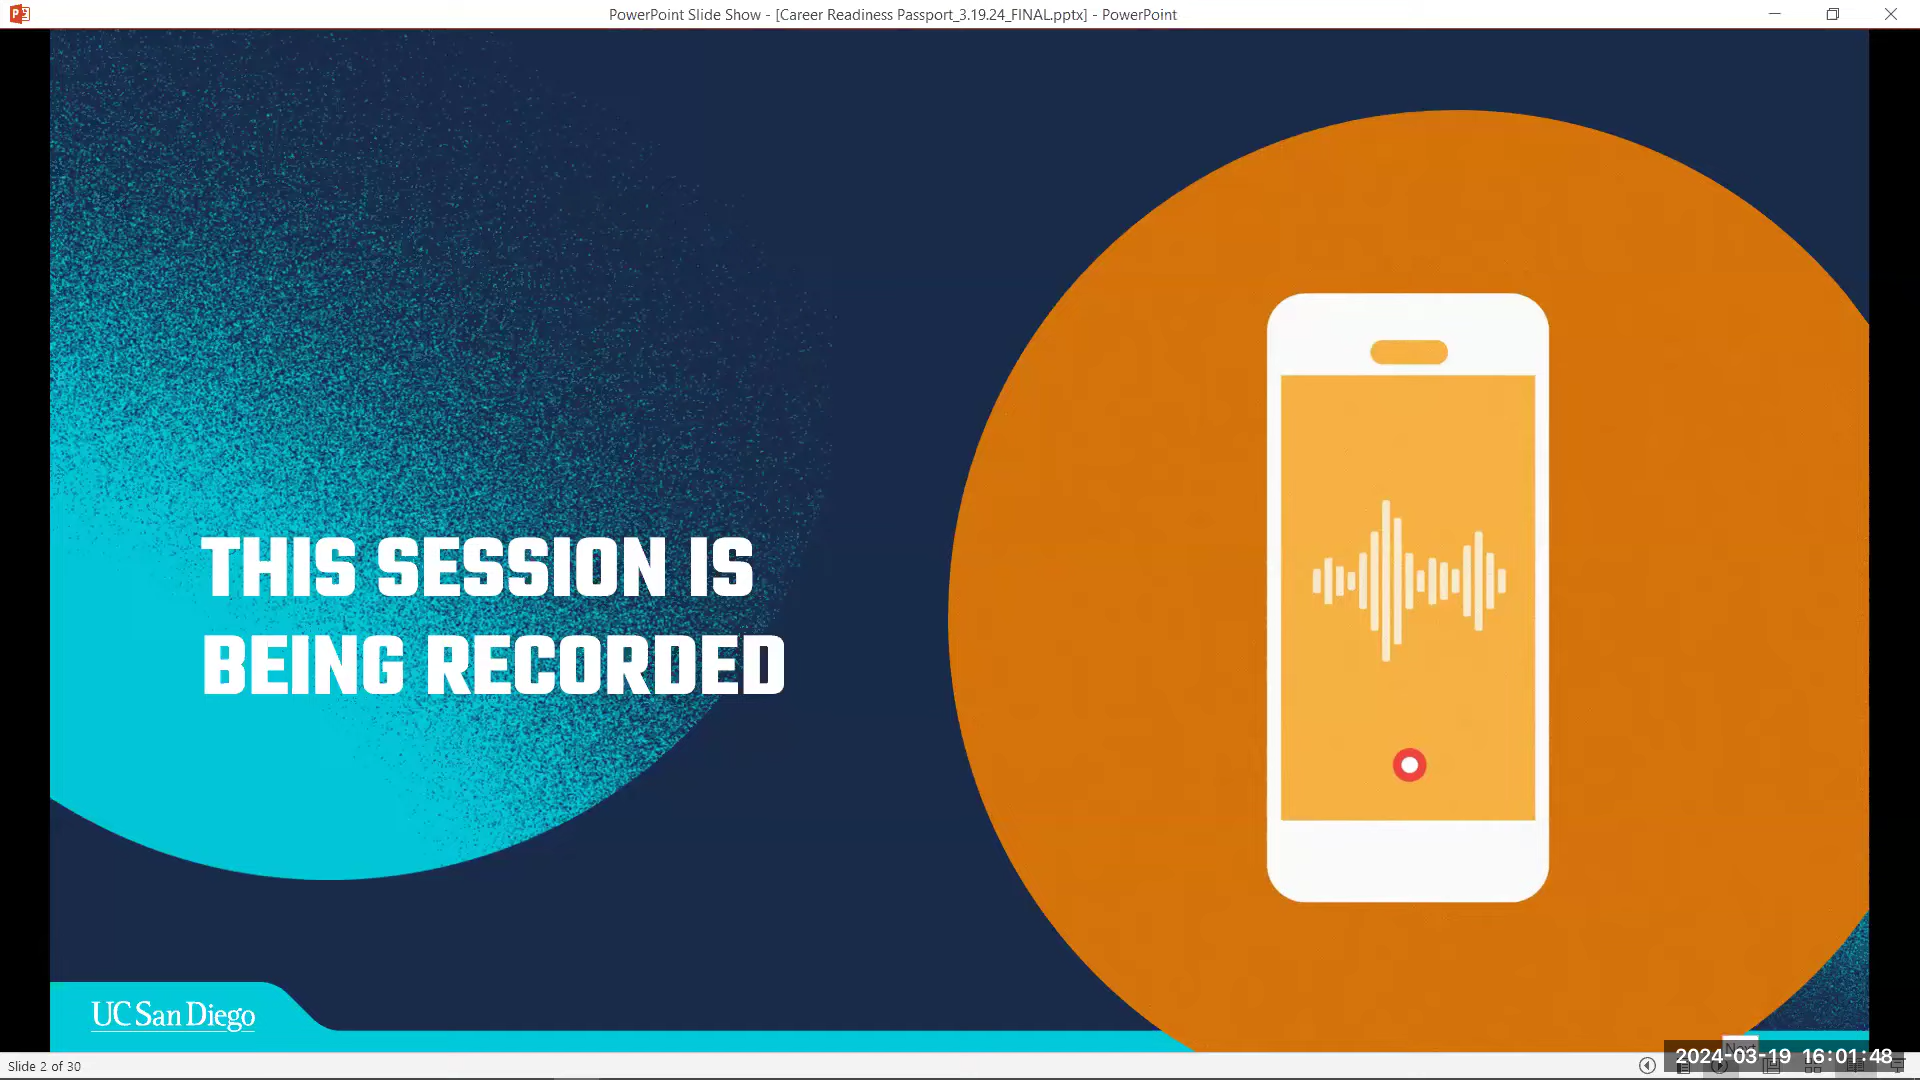 PowerPoint Slide Show - [Career Readiness Passport_3.19.24_FINAL.pptx] - PowerPoint
THIS SESSION IS
BEING RECORDED
UC San Diego
Next
Slide 2 of 30
2024-03-19 16:01:48